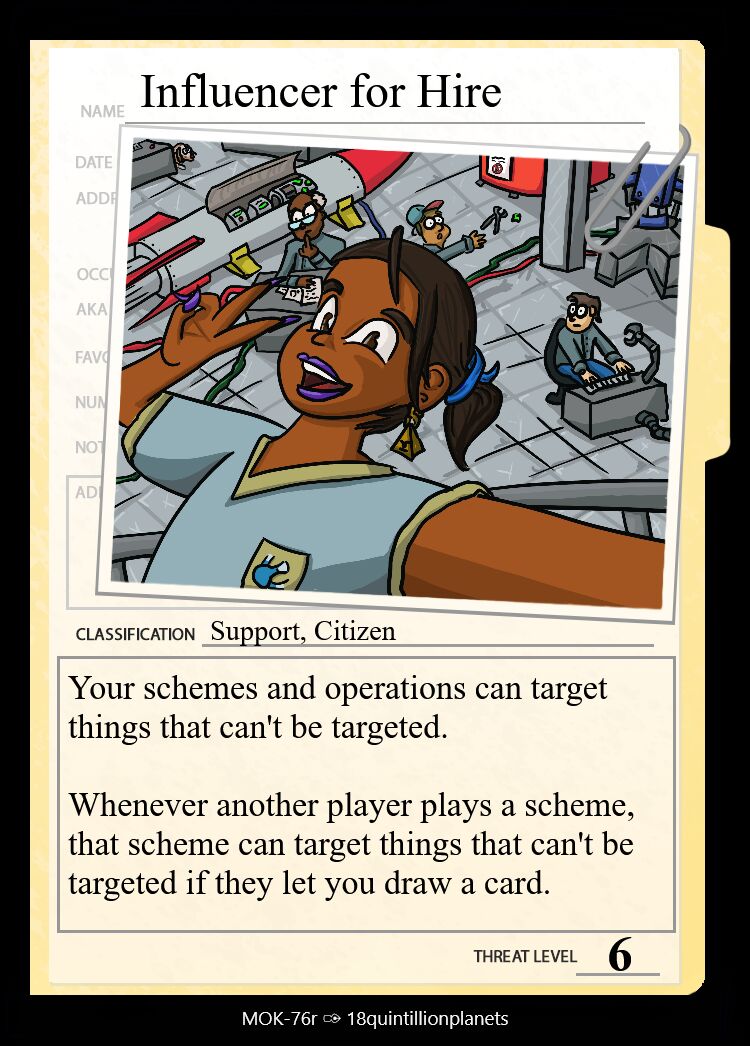 NAME Influencer for Hire
DATE
ADDR
OCCU
AKA
FAVO
NUM
NOT
ADD
CLASSIFICATION Support, Citizen
Your schemes and operations can target
things that can't be targeted.
Whenever another player plays a scheme,
that scheme can target things that can't be
targeted if they let you draw a card.
THREAT LEVEL 6
MOK-76r ➩ 18quintillionplanets